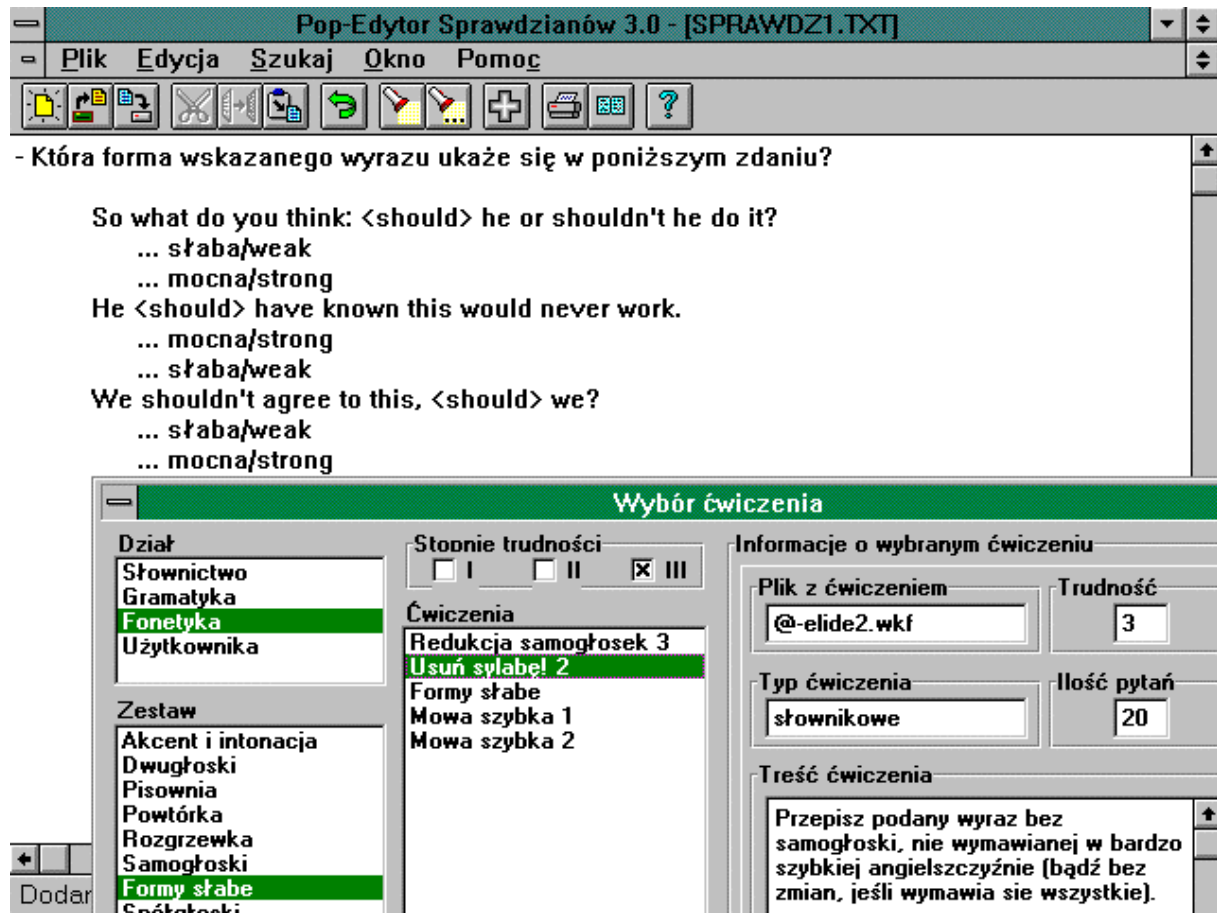 Pop-Edytor Sprawdzianów 3.0 - [SPRAWDZ1.TXT]
Plik Edycja Szukaj Okno Pomoc
- Która forma wskazanego wyrazu ukaże się w poniższym zdaniu?
So what do you think: <should> he or shouldn't he do it?
... słaba/weak
... mocna/strong
He <should> have known this would never work.
... mocna/strong
... słaba/weak
We shouldn't agree to this, <should> we?
... słaba/weak
... mocna/strong
Wybór ćwiczenia
Dział
Słownictwo
Gramatyka
Fonetyka
Użytkownika
Zestaw
Akcent i intonacja
Dwugłoski
Pisownia
Powtórka
Rozgrzewka
Samogłoski
Formy słabe
Spółgłoski
Stopnie trudności
I II III
Ćwiczenia
Redukcja samogłosek 3
Usuń sylabę! 2
Formy słabe
Mowa szybka 1
Mowa szybka 2
Informacje o wybranym ćwiczeniu
Plik z ćwiczeniem
@-elide2.wkf
Trudność
3
Typ ćwiczenia
słownikowe
Ilość pytań
20
Treść ćwiczenia
Przepisz podany wyraz bez
samogłoski, nie wymawianej w bardzo
szybkiej angielszczyźnie (bądź bez
zmian, jeśli wymawia sie wszystkie).
Dodar